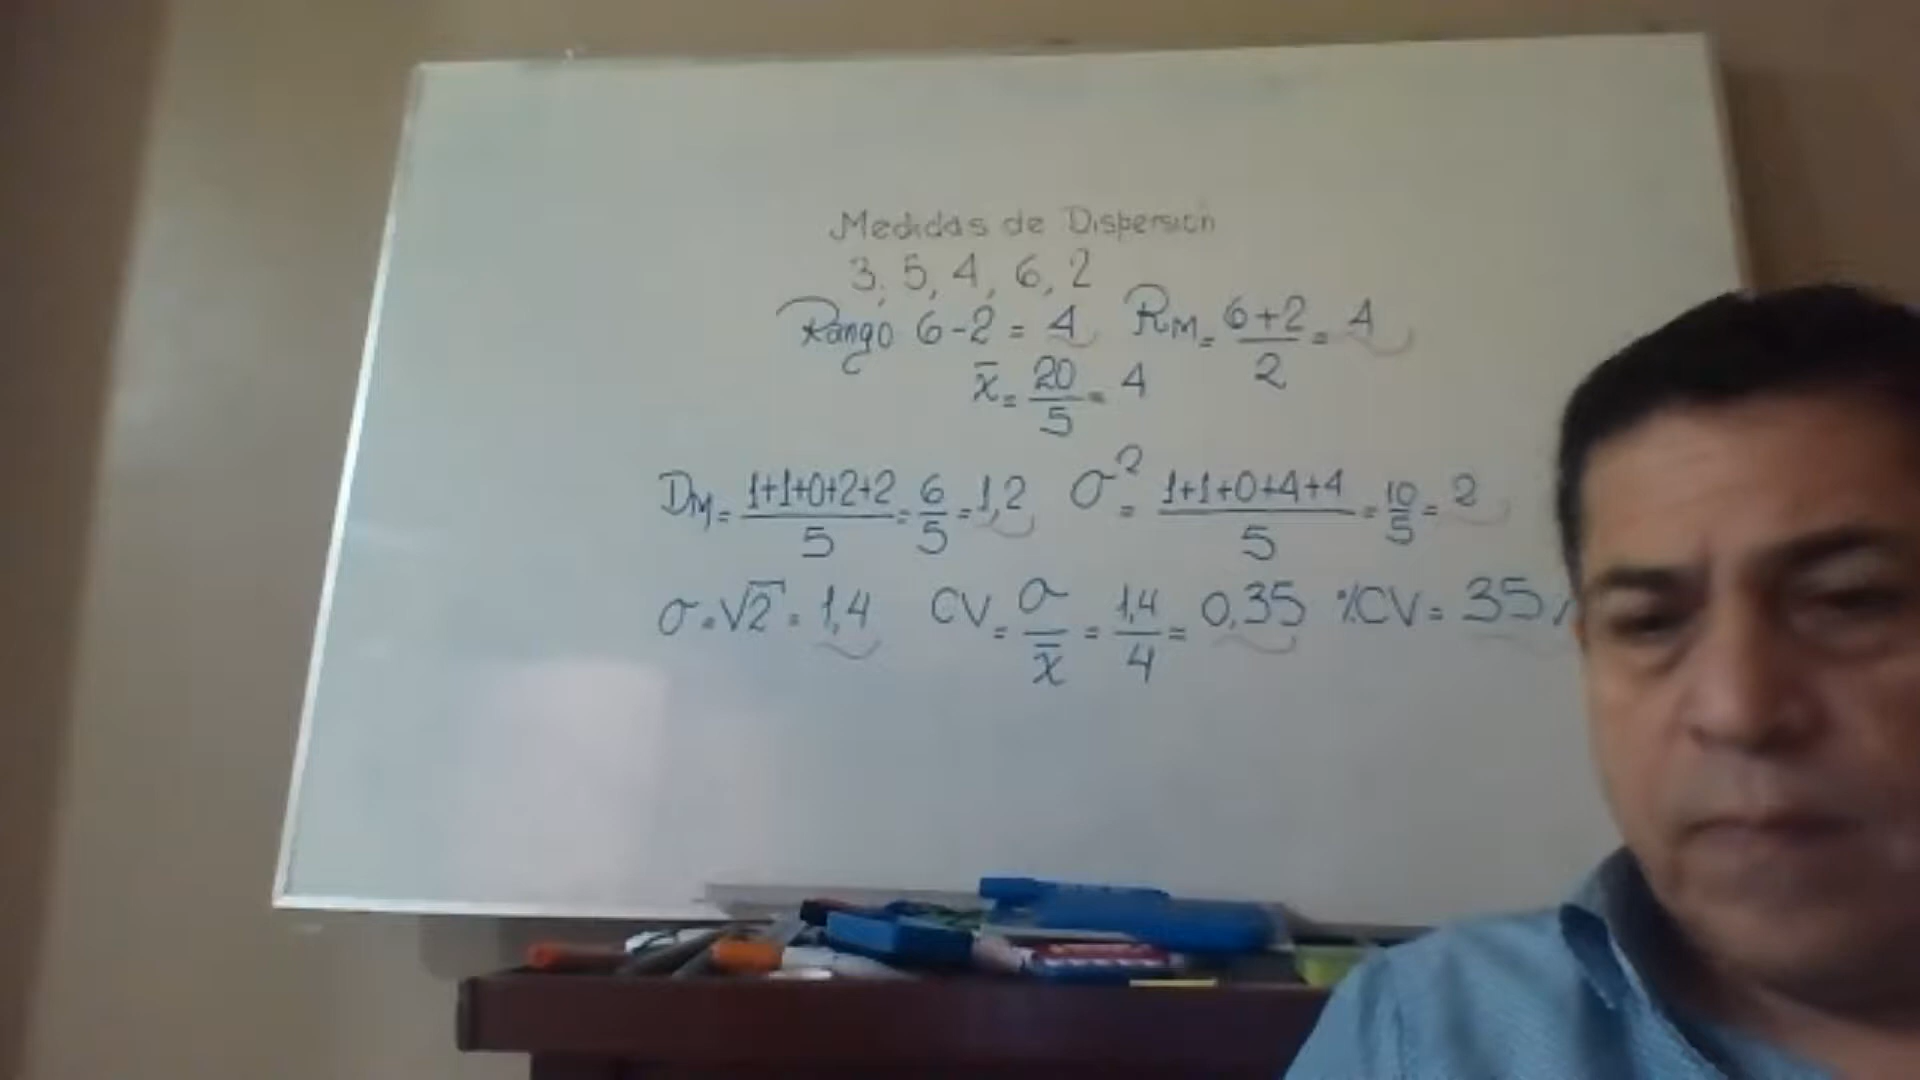 Medidas de Dispersión
3, 5, 4, 6, 2
Rango 6-2 = 4 RM = 6+2/2 = 4
x̄ = 20/5 = 4
DM = 1+1+0+2+2/5 = 6/5 = 1,2 σ² = 1+1+0+4+4/5 = 10/5 = 2
σ = √2 = 1,4 CV = σ/x̄ = 1,4/4 = 0,35 %CV = 35